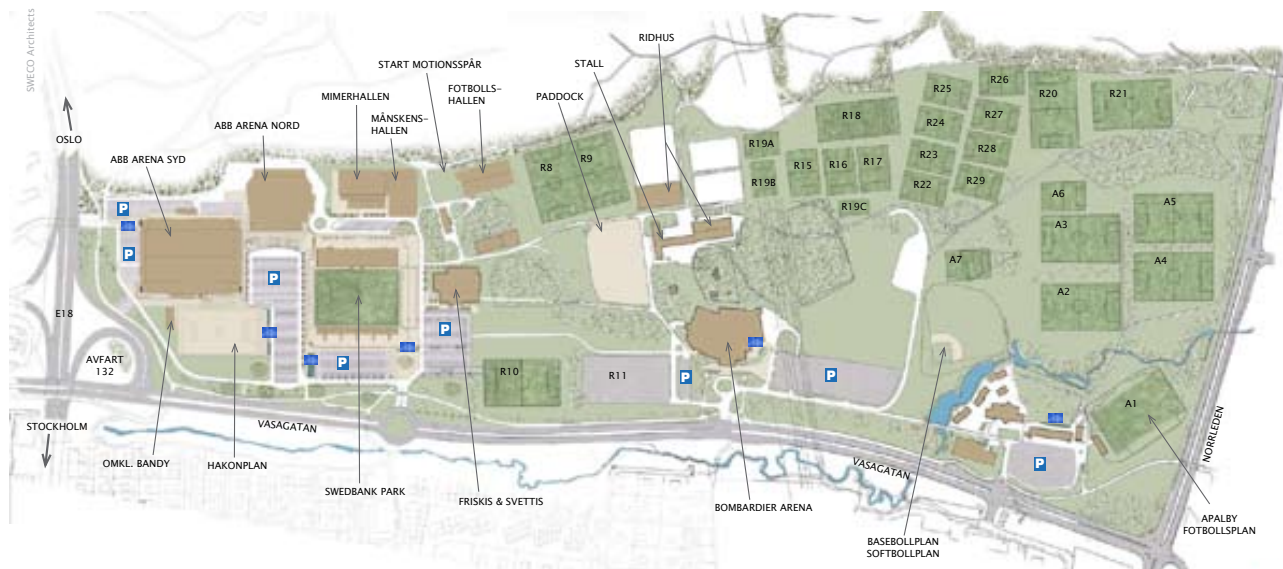 SWECO Architects
OSLO
ABB ARENA SYD
ABB ARENA NORD
MIMERHALLEN
START MOTIONSSPÅR
MÅNSKENS-
HALLEN
FOTBOLLS-
HALLEN
PADDOCK
STALL
RIDHUS
R8
R9
R19A
R19B
R15
R16
R17
R18
R19C
R25
R24
R23
R22
R26
R27
R28
R29
R20
R21
A6
A3
A5
A4
A2
A7
P
P
P
P
P
P
P
P
E18
AVFART
132
STOCKHOLM
OMKL. BANDY
HAKONPLAN
VASAGATAN
SWEDBANK PARK
FRISKIS & SVETTIS
R10
R11
BOMBARDIER ARENA
VASAGATAN
BASEBOLLPLAN
SOFTBOLLPLAN
A1
APALBY
FOTBOLLSPLAN
NORRLEDEN